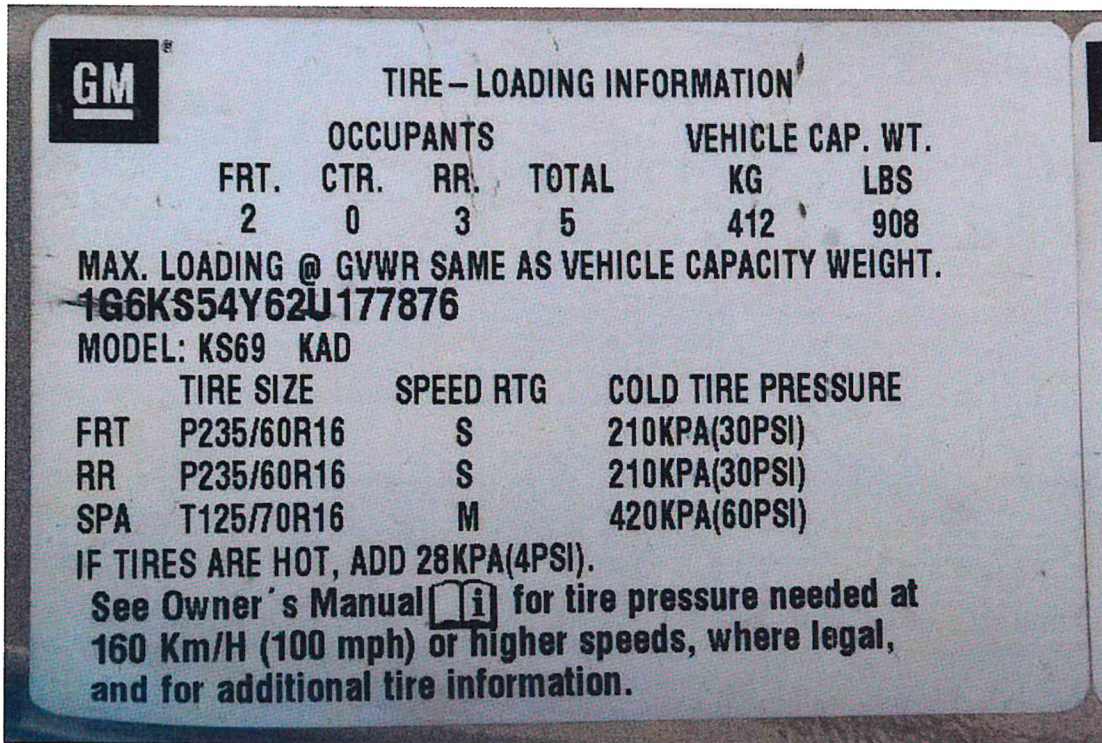 GM®
TIRE – LOADING INFORMATION
OCCUPANTS VEHICLE CAP. WT.
FRT. CTR. RR. TOTAL KG LBS
2 0 3 5 412 908
MAX. LOADING @ GVWR SAME AS VEHICLE CAPACITY WEIGHT.
1G6KS54Y62U177876
MODEL: KS69 KAD
TIRE SIZE SPEED RTG COLD TIRE PRESSURE
FRT P235/60R16 S 210KPA(30PSI)
RR P235/60R16 S 210KPA(30PSI)
SPA T125/70R16 M 420KPA(60PSI)
IF TIRES ARE HOT, ADD 28KPA(4PSI).
See Owner´s Manual i for tire pressure needed at
160 Km/H (100 mph) or higher speeds, where legal,
and for additional tire information.